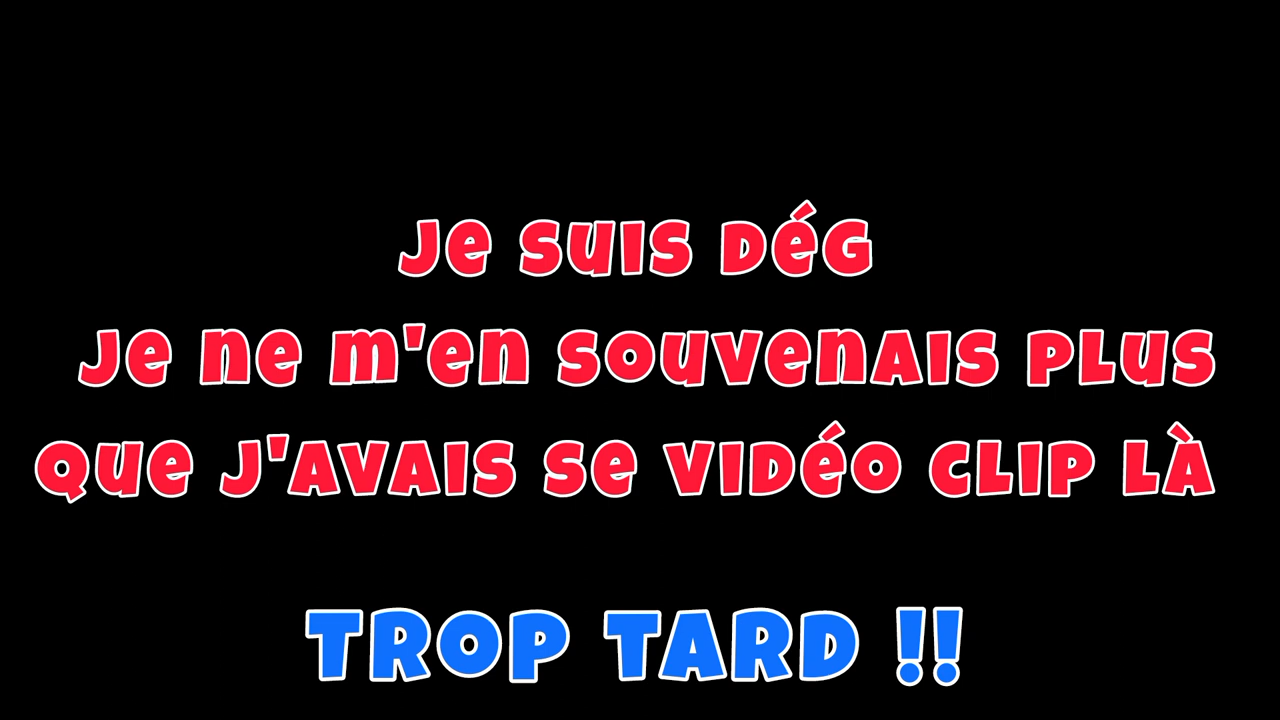 Je suis dég
Je ne m'en souvenais plus
que j'avais se vidéo clip là
TROP TARD !!